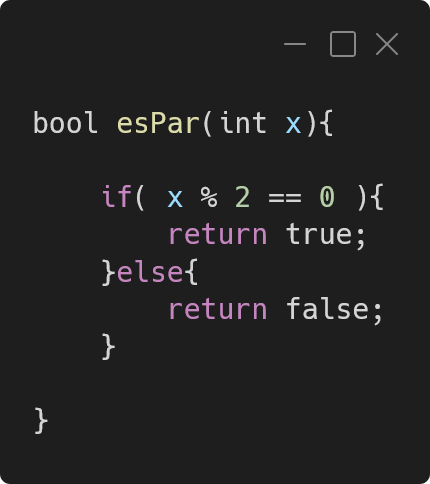 bool esPar(int x){
if( x % 2 == 0 ){
return true;
}else{
return false;
}
}